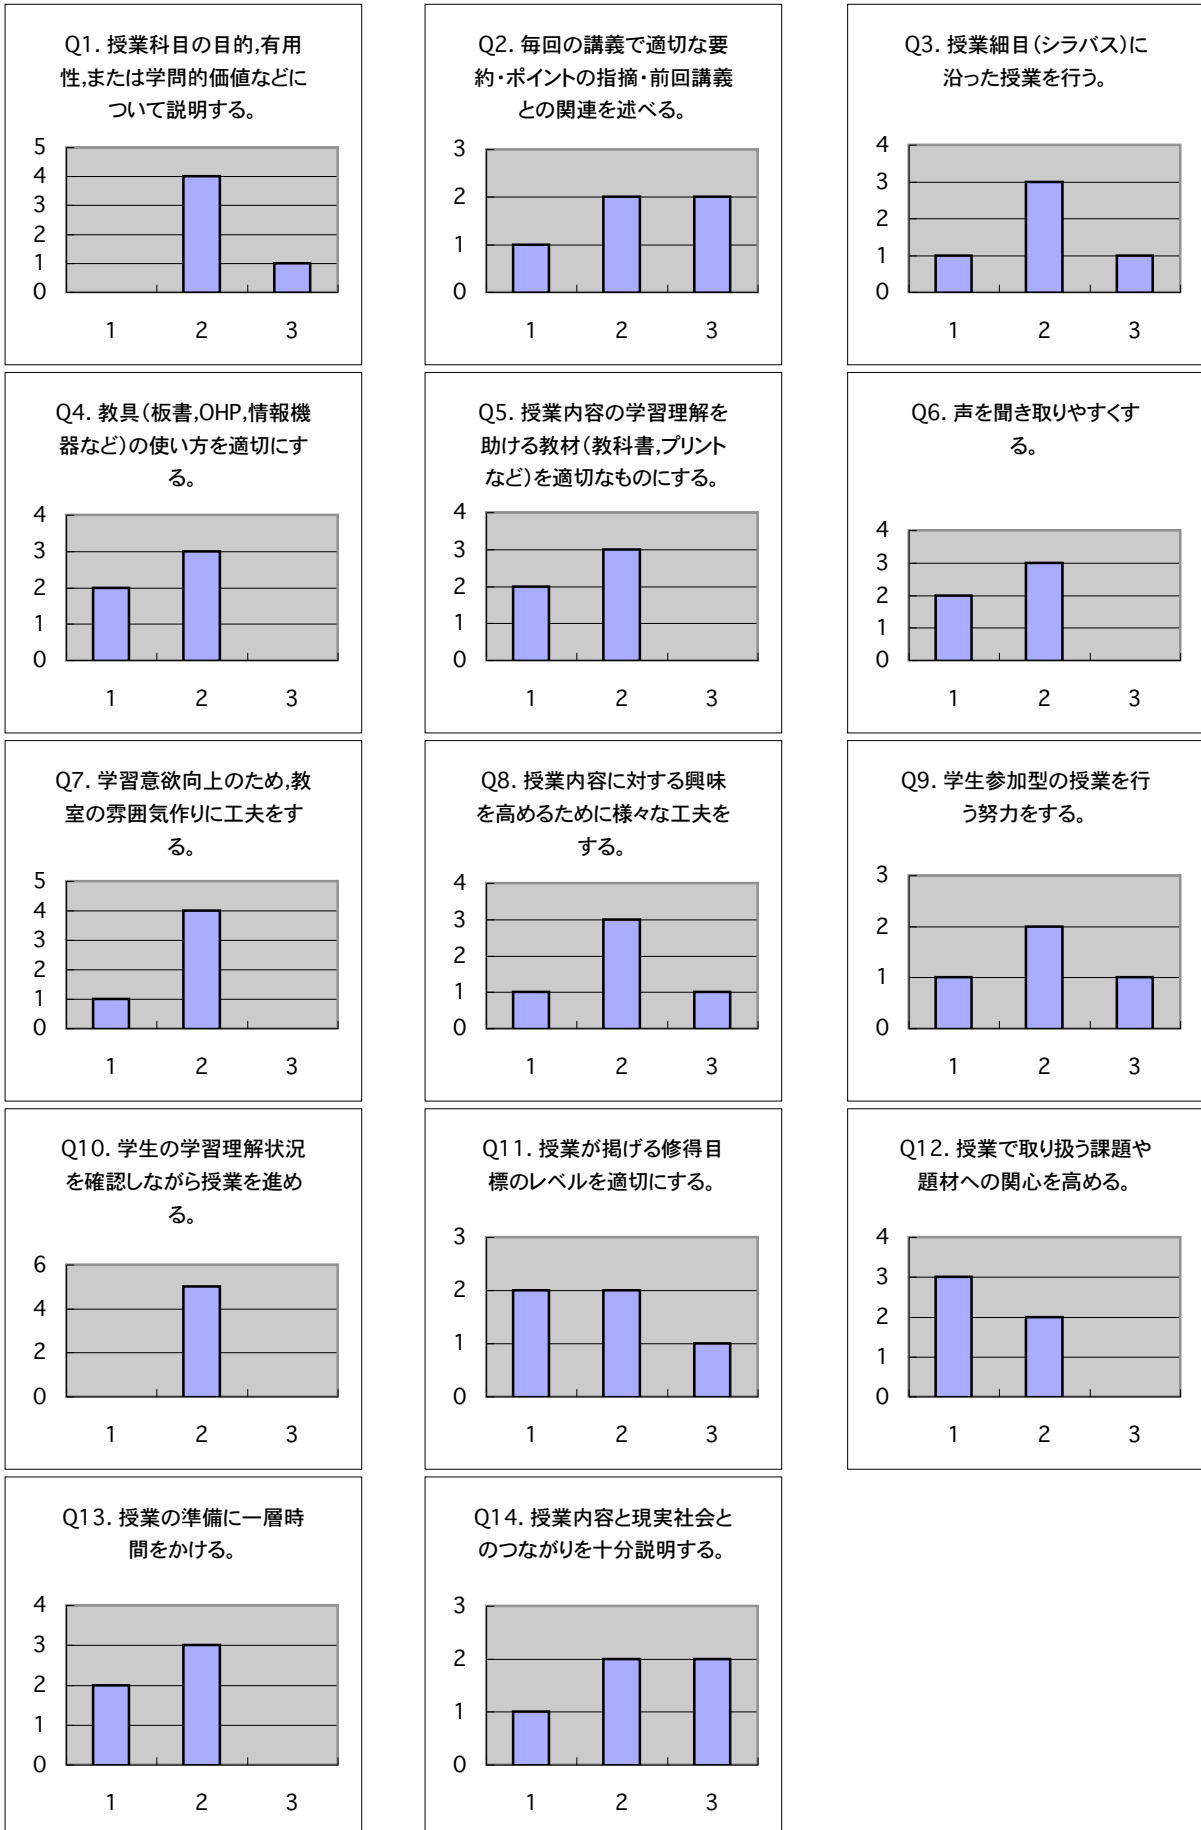 Q1. 授業科目の目的,有用
性,または学問的価値などに
ついて説明する。
5
4
3
2
1
0
1 2 3
Q2. 毎回の講義で適切な要
約・ポイントの指摘・前回講義
との関連を述べる。
3
2
1
0
1 2 3
Q3. 授業細目(シラバス)に
沿った授業を行う。
4
3
2
1
0
1 2 3
Q4. 教具(板書,OHP,情報機
器など)の使い方を適切にす
る。
4
3
2
1
0
1 2 3
Q5. 授業内容の学習理解を
助ける教材(教科書,プリント
など)を適切なものにする。
4
3
2
1
0
1 2 3
Q6. 声を聞き取りやすくす
る。
4
3
2
1
0
1 2 3
Q7. 学習意欲向上のため,教
室の雰囲気作りに工夫をす
る。
5
4
3
2
1
0
1 2 3
Q8. 授業内容に対する興味
を高めるために様々な工夫を
する。
4
3
2
1
0
1 2 3
Q9. 学生参加型の授業を行
う努力をする。
3
2
1
0
1 2 3
Q10. 学生の学習理解状況
を確認しながら授業を進め
る。
6
4
2
0
1 2 3
Q11. 授業が掲げる修得目
標のレベルを適切にする。
3
2
1
0
1 2 3
Q12. 授業で取り扱う課題や
題材への関心を高める。
4
3
2
1
0
1 2 3
Q13. 授業の準備に一層時
間をかける。
4
3
2
1
0
1 2 3
Q14. 授業内容と現実社会と
のつながりを十分説明する。
3
2
1
0
1 2 3